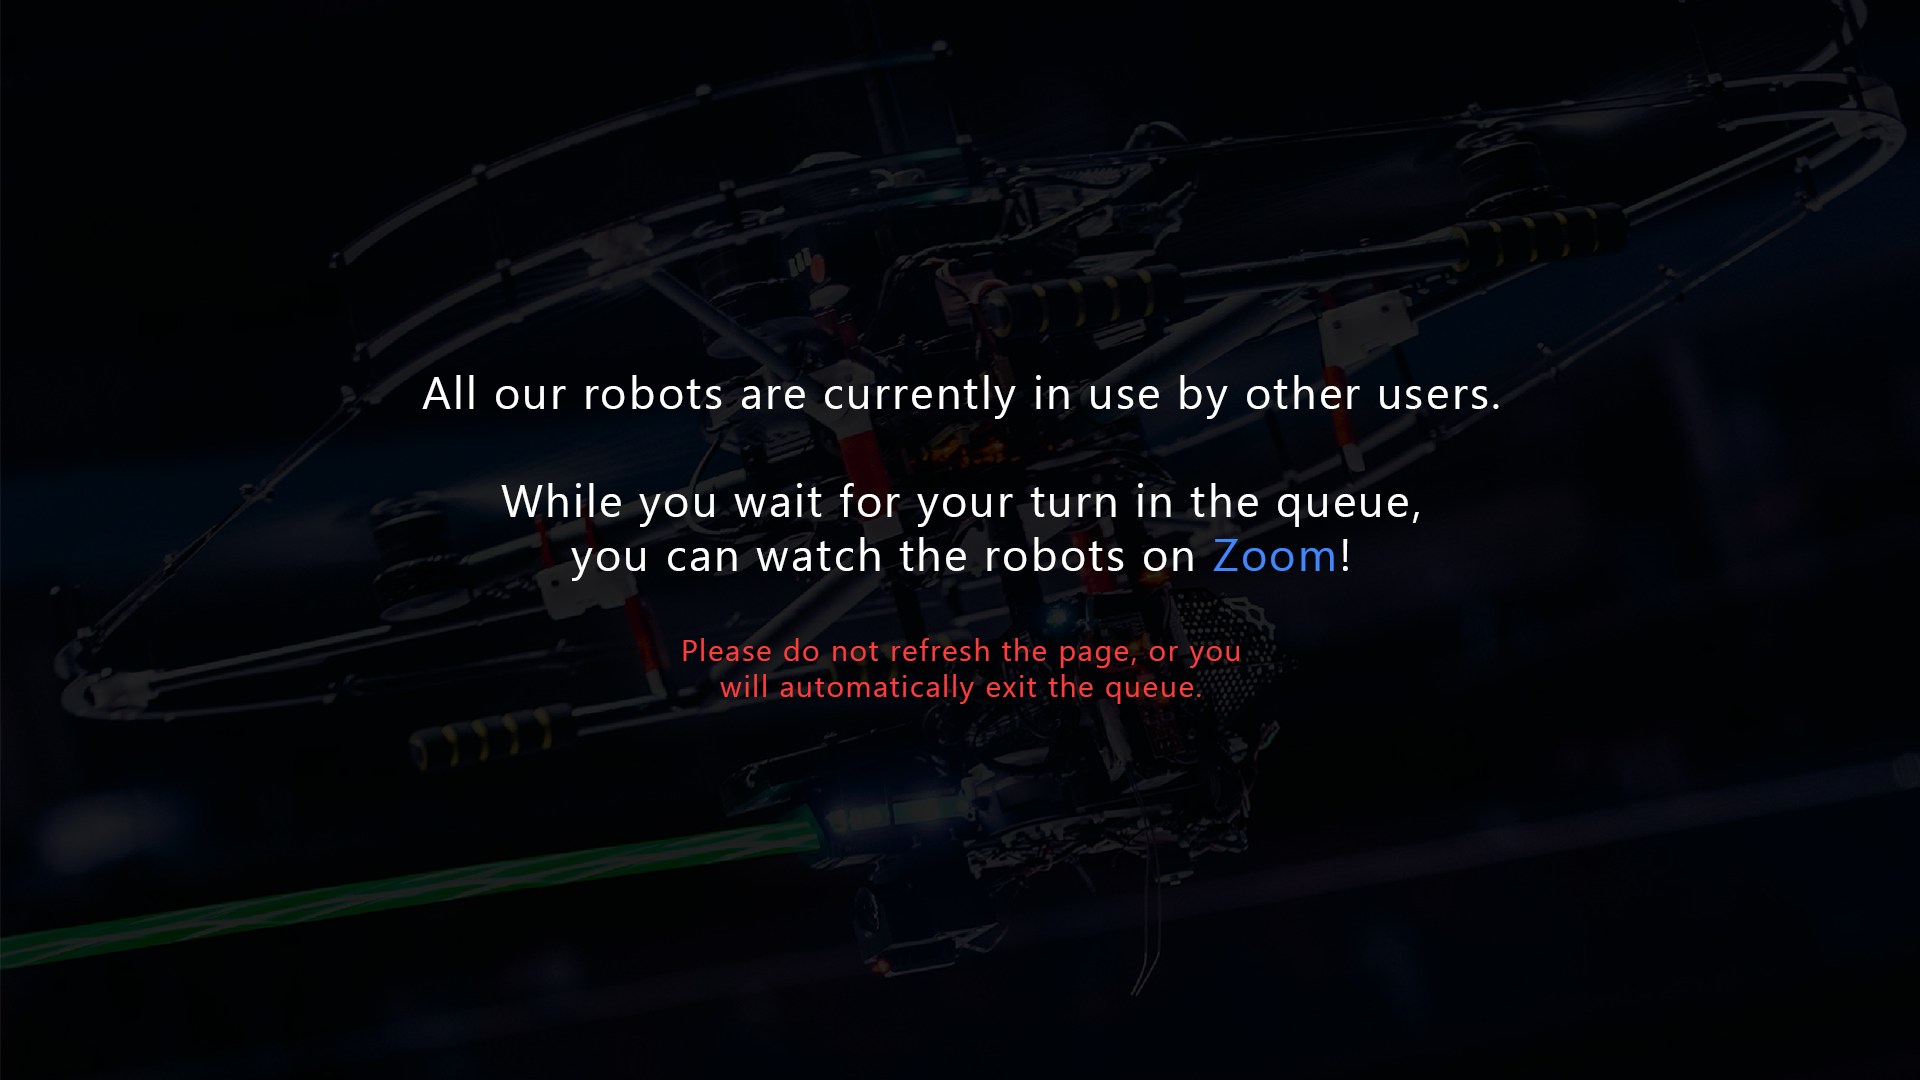 All our robots are currently in use by other users.
While you wait for your turn in the queue,
you can watch the robots on Zoom!
Please do not refresh the page, or you
will automatically exit the queue.